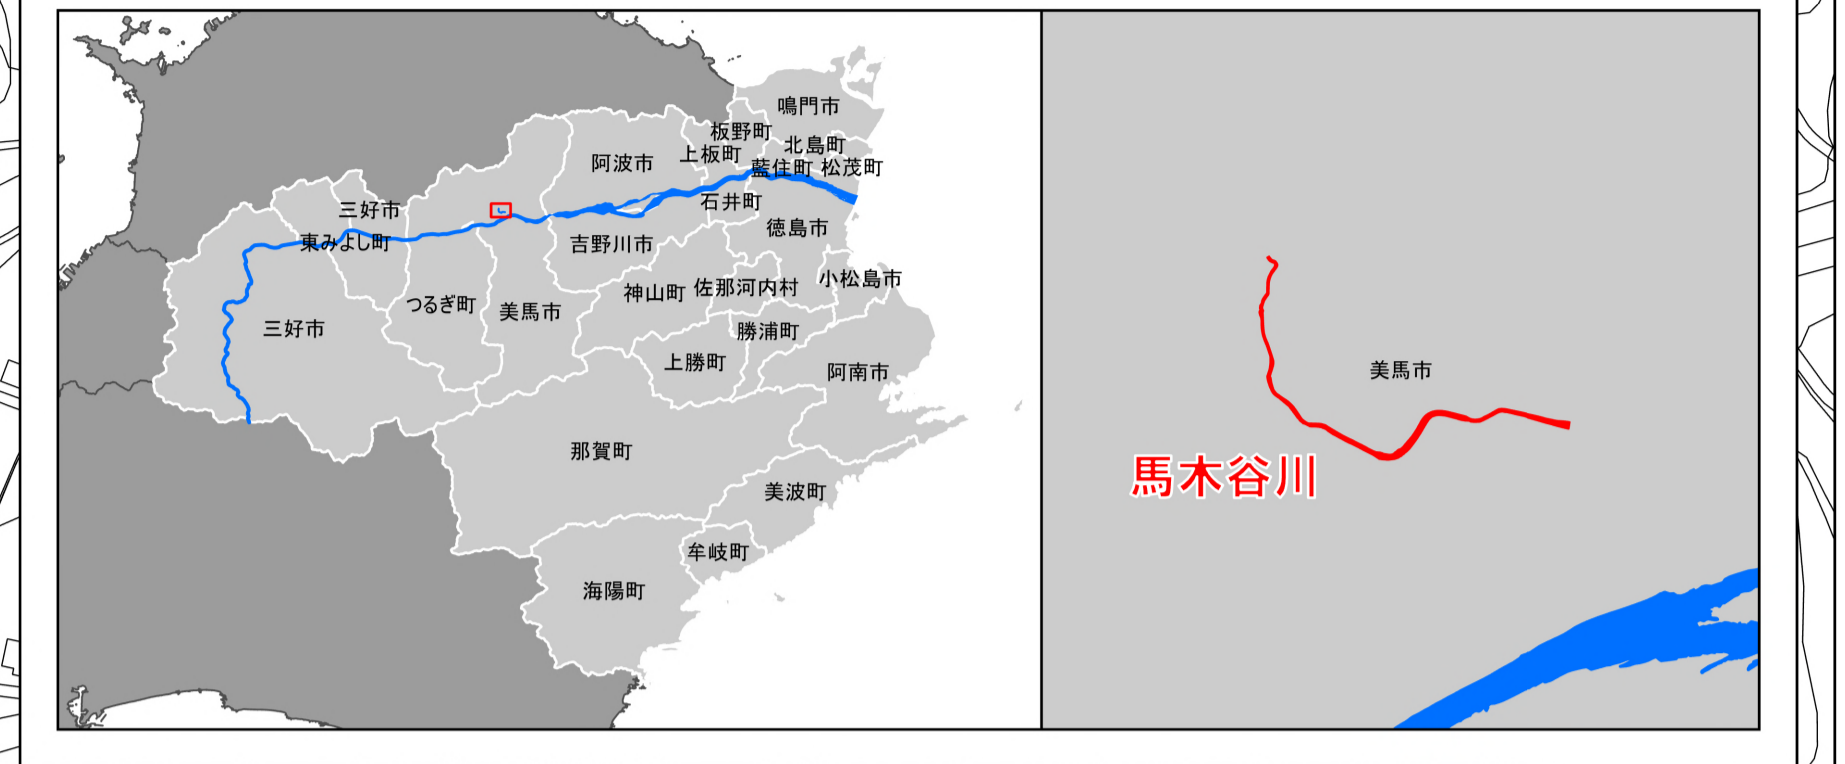 鳴門市
板野町
北島町
上板町
阿波市
藍住町
松茂町
石井町
三好市
徳島市
東みよし町
吉野川市
小松島市
佐那河内村
神山町
つるぎ町
美馬市
三好市
勝浦町
上勝町
阿南市
那賀町
美波町
牟岐町
海陽町
美馬市
馬木谷川